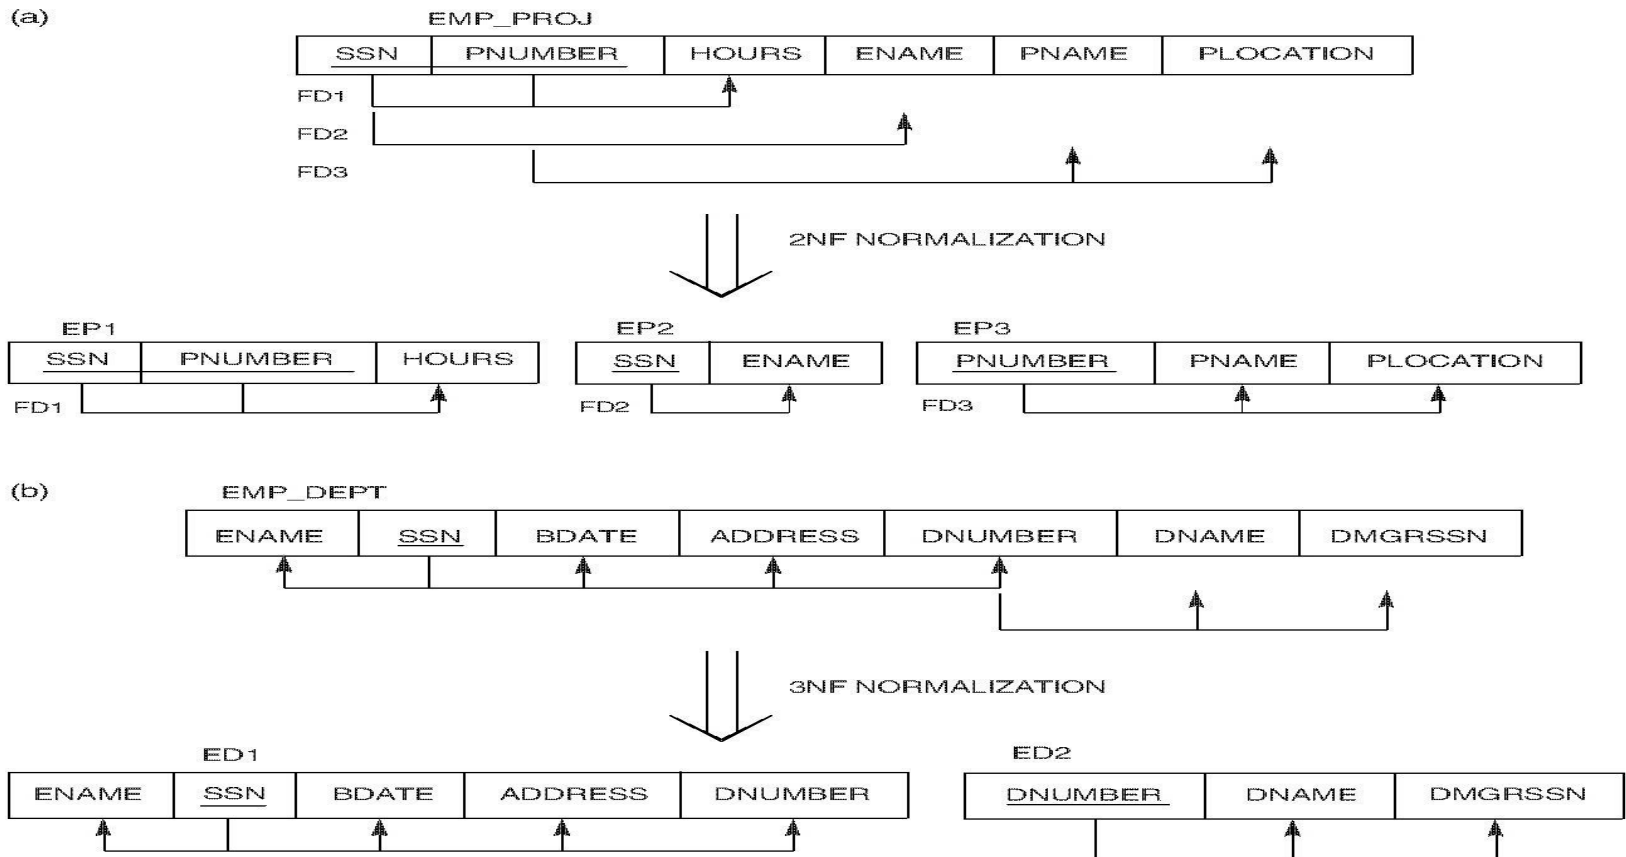 (a)
EMP_PROJ
SSN PNUMBER HOURS ENAME PNAME PLOCATION
FD1
FD2
FD3
2NF NORMALIZATION
EP1 EP2 EP3
SSN PNUMBER HOURS SSN ENAME PNUMBER PNAME PLOCATION
FD1 FD2 FD3
(b)
EMP_DEPT
ENAME SSN BDATE ADDRESS DNUMBER DNAME DMGRSSN
3NF NORMALIZATION
ED1 ED2
ENAME SSN BDATE ADDRESS DNUMBER DNUMBER DNAME DMGRSSN